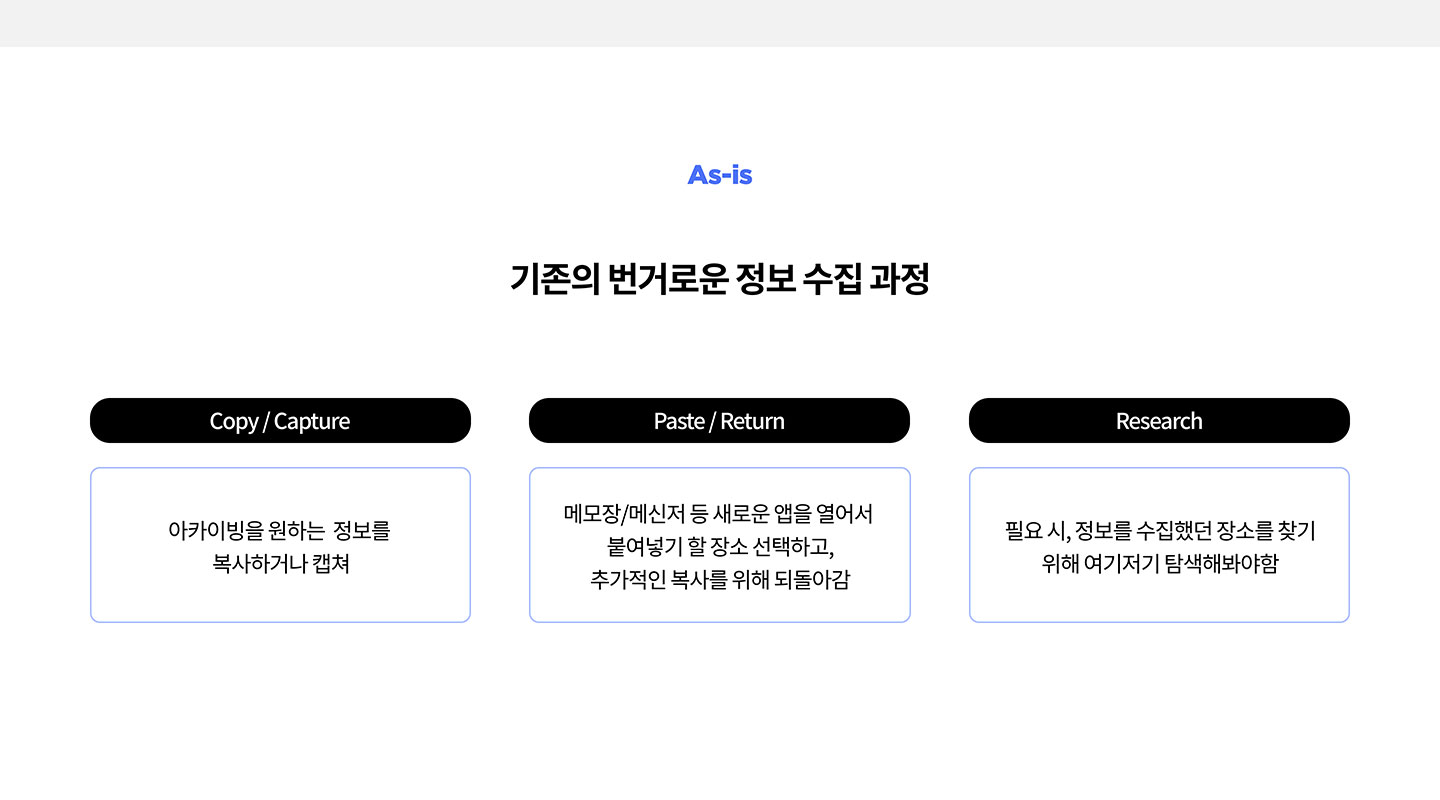 As-is
기존의 번거로운 정보 수집 과정
Copy / Capture
아카이빙을 원하는  정보를
복사하거나 캡쳐
Paste / Return
메모장/메신저 등 새로운 앱을 열어서
붙여넣기 할 장소 선택하고,
추가적인 복사를 위해 되돌아감
Research
필요 시, 정보를 수집했던 장소를 찾기
위해 여기저기 탐색해봐야함